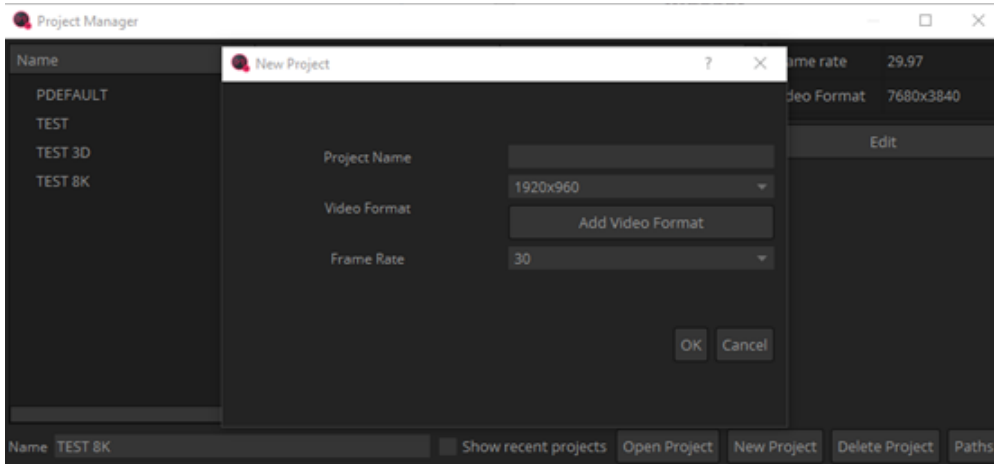 Project Manager
Name
PDEFAULT
TEST
TEST 3D
TEST 8K
New Project
?
Project Name
1920x960
Video Format
Add Video Format
Frame Rate
30
OK Cancel
ame rate 29.97
deo Format 7680x3840
Edit
Name TEST 8K
Show recent projects
Open Project
New Project
Delete Project
Paths